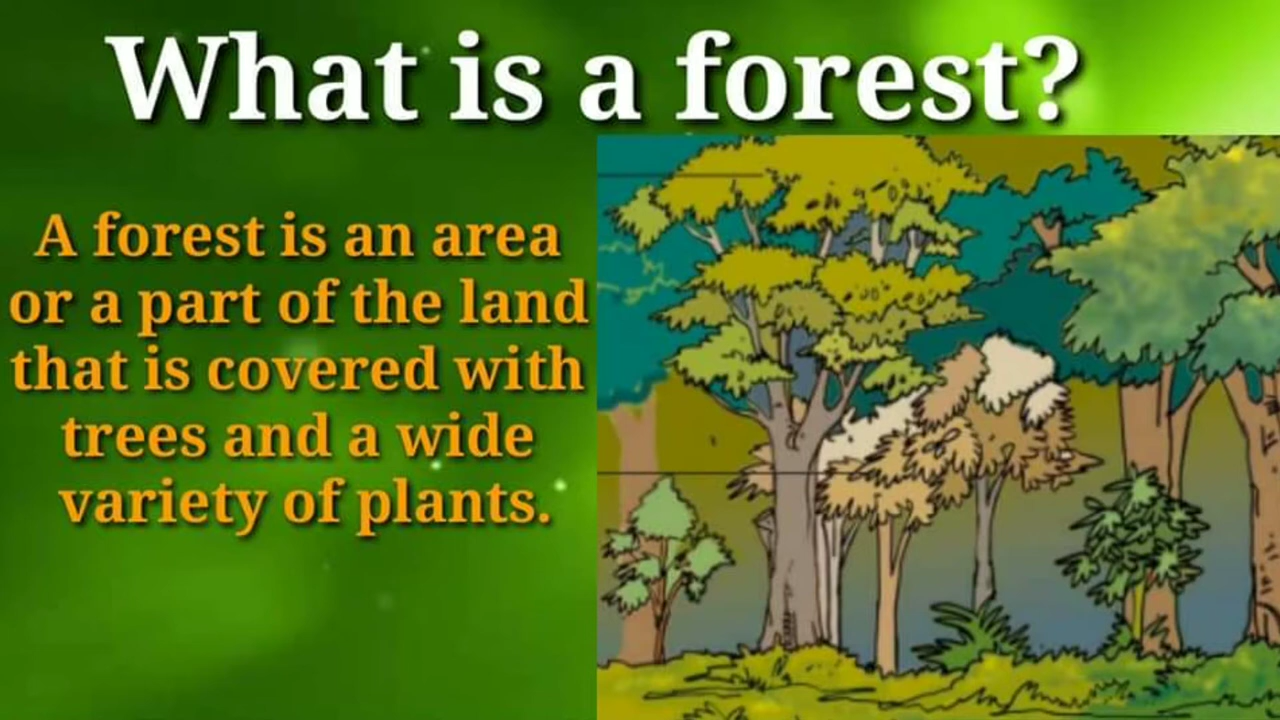 What is a forest?
A forest is an area
or a part of the land
that is covered with
trees and a wide
variety of plants.